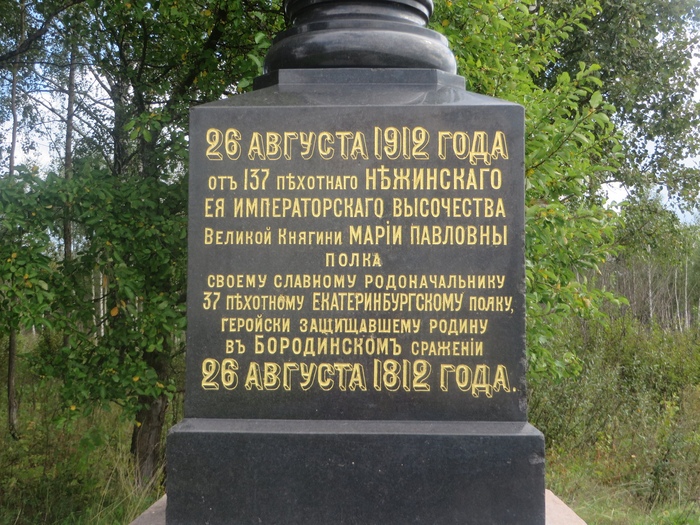 26 АВГУСТА 1912 ГОДА
отъ 137 пѣхотнаго НѢЖИНСКАГО
ЕЯ ИМПЕРАТОРСКАГО ВЫСОЧЕСТВА
Великой Княгини МАРІИ ПАВЛОВНЫ
ПОЛКА
СВОЕМУ СЛАВНОМУ РОДОНАЧАЛЬНИКУ
37 пѣхотному ЕКАТЕРИНБУРГСКОМУ полку,
ГЕРОЙСКИ ЗАЩИЩАВШЕМУ РОДИНУ
въ БОРОДИНСКОМЪ сраженіи
26 АВГУСТА 1812 ГОДА.